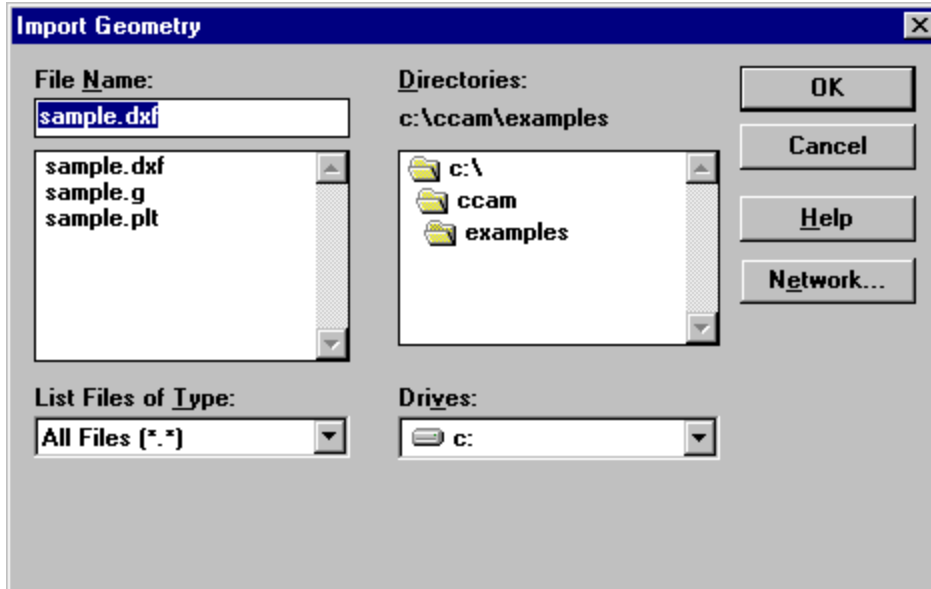 Import Geometry
File Name:
sample.dxf
sample.dxf
sample.g
sample.plt
List Files of Type:
All Files (*.*)
Directories:
c:\ccam\examples
c:\
ccam
examples
Drives:
c:
OK
Cancel
Help
Network...